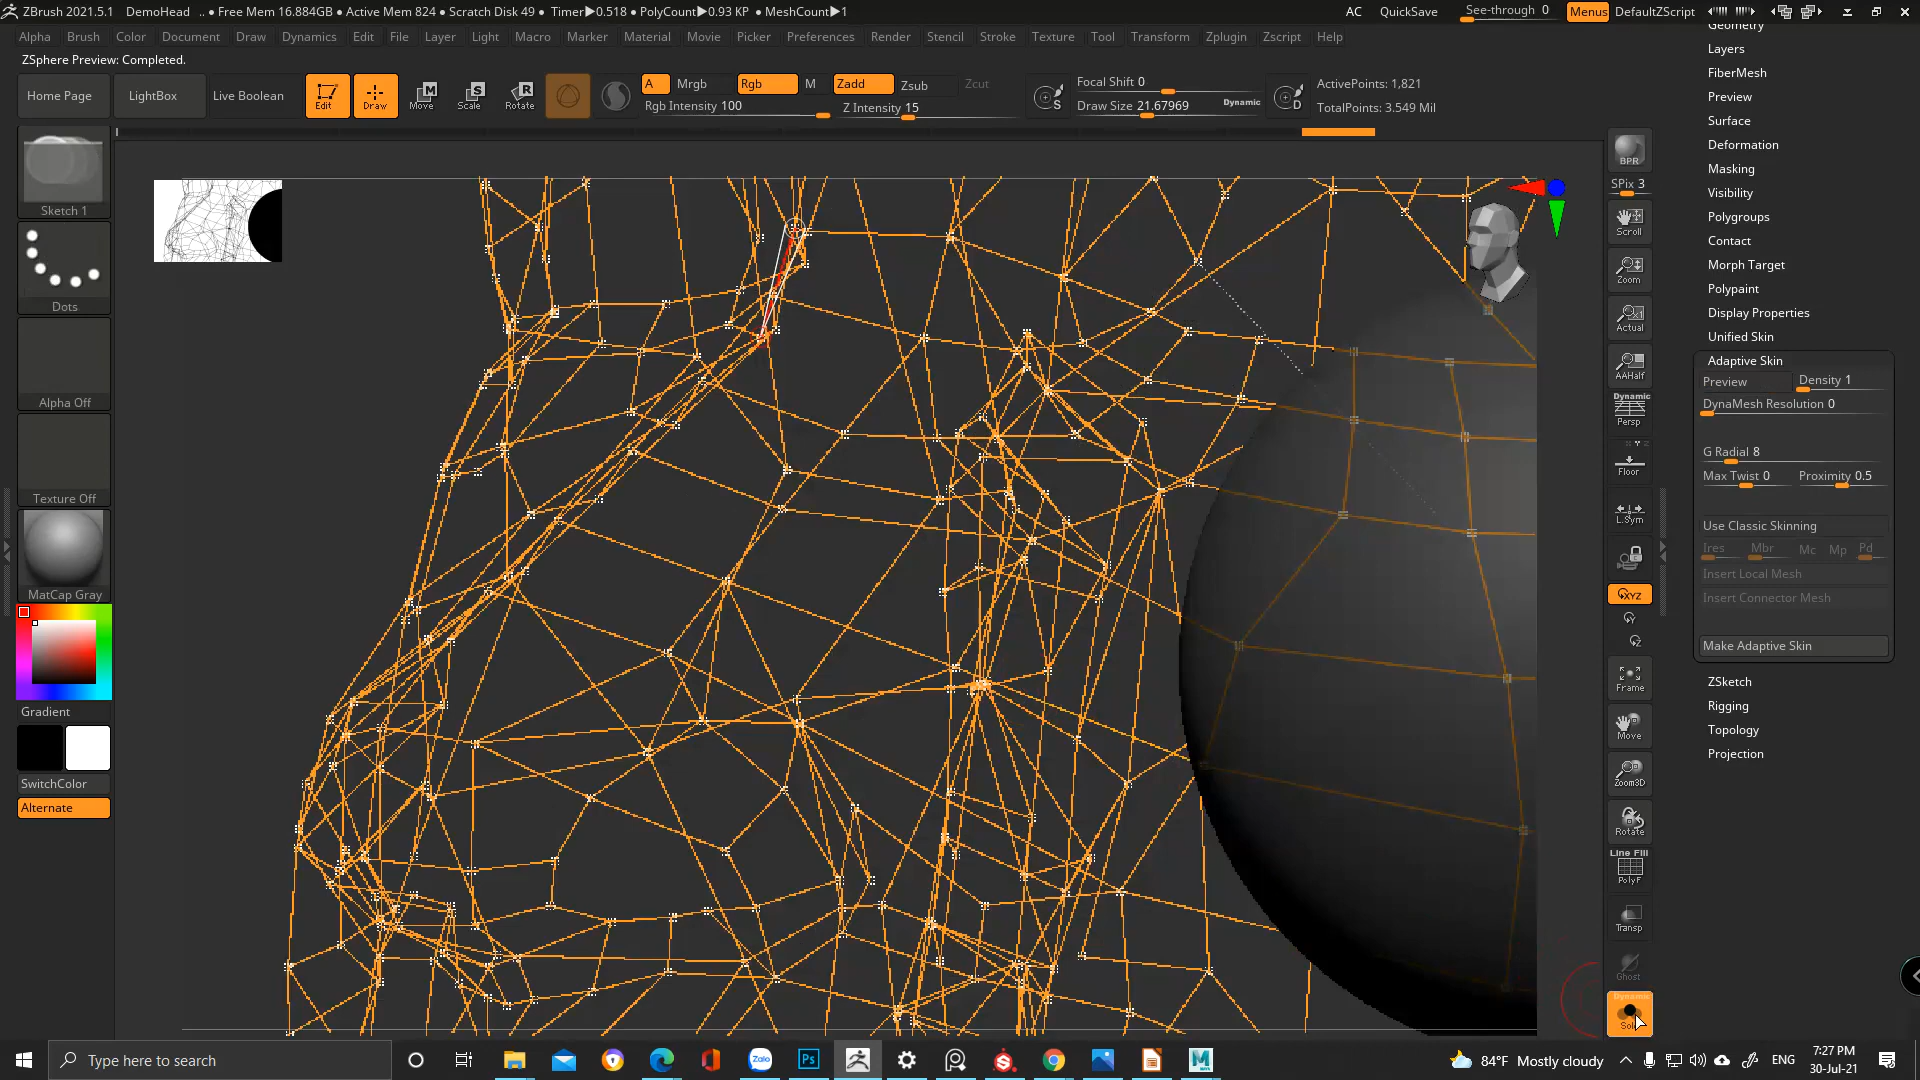 ZBrush 2021.5.1 DemoHead .. • Free Mem 16.884GB • Active Mem 824 • Scratch Disk 49 • Timer▶0.518 • PolyCount▶0.93 KP • MeshCount▶1 AC QuickSave See-through 0 Menus DefaultZScript
Alpha Brush Color Document Draw Dynamics Edit File Layer Light Macro Marker Material Movie Picker Preferences Render Stencil Stroke Texture Tool Transform Zplugin Zscript Help
ZSphere Preview: Completed.
Home Page
LightBox
Live Boolean
Edit
Draw
Move
Scale
Rotate
A
Mrgb
Rgb
M
Zadd
Zsub
Zcut
Rgb Intensity 100
Z Intensity 15
S
Focal Shift 0
Draw Size 21.67969
Dynamic
D
ActivePoints: 1,821
TotalPoints: 3.549 Mil
Sketch 1
Dots
Alpha Off
Texture Off
MatCap Gray
Gradient
SwitchColor
Alternate
BPR
SPix 3
Scroll
Zoom
Actual
AAHalf
Dynamic
Persp
Floor
L.Sym
XYZ
Y
Z
Frame
Move
Zoom3D
Rotate
Line Fill
PolyF
Transp
Ghost
Dynamic
Solo
Geometry
Layers
FiberMesh
Preview
Surface
Deformation
Masking
Visibility
Polygroups
Contact
Morph Target
Polypaint
Display Properties
Unified Skin
Adaptive Skin
Preview
Density 1
DynaMesh Resolution 0
G Radial 8
Max Twist 0
Proximity 0.5
Use Classic Skinning
Ires
Mbr
Mc
Mp
Pd
Insert Local Mesh
Insert Connector Mesh
Make Adaptive Skin
ZSketch
Rigging
Topology
Projection
Type here to search
Zalo
Ps
84°F Mostly cloudy
ENG
7:27 PM
30-Jul-21